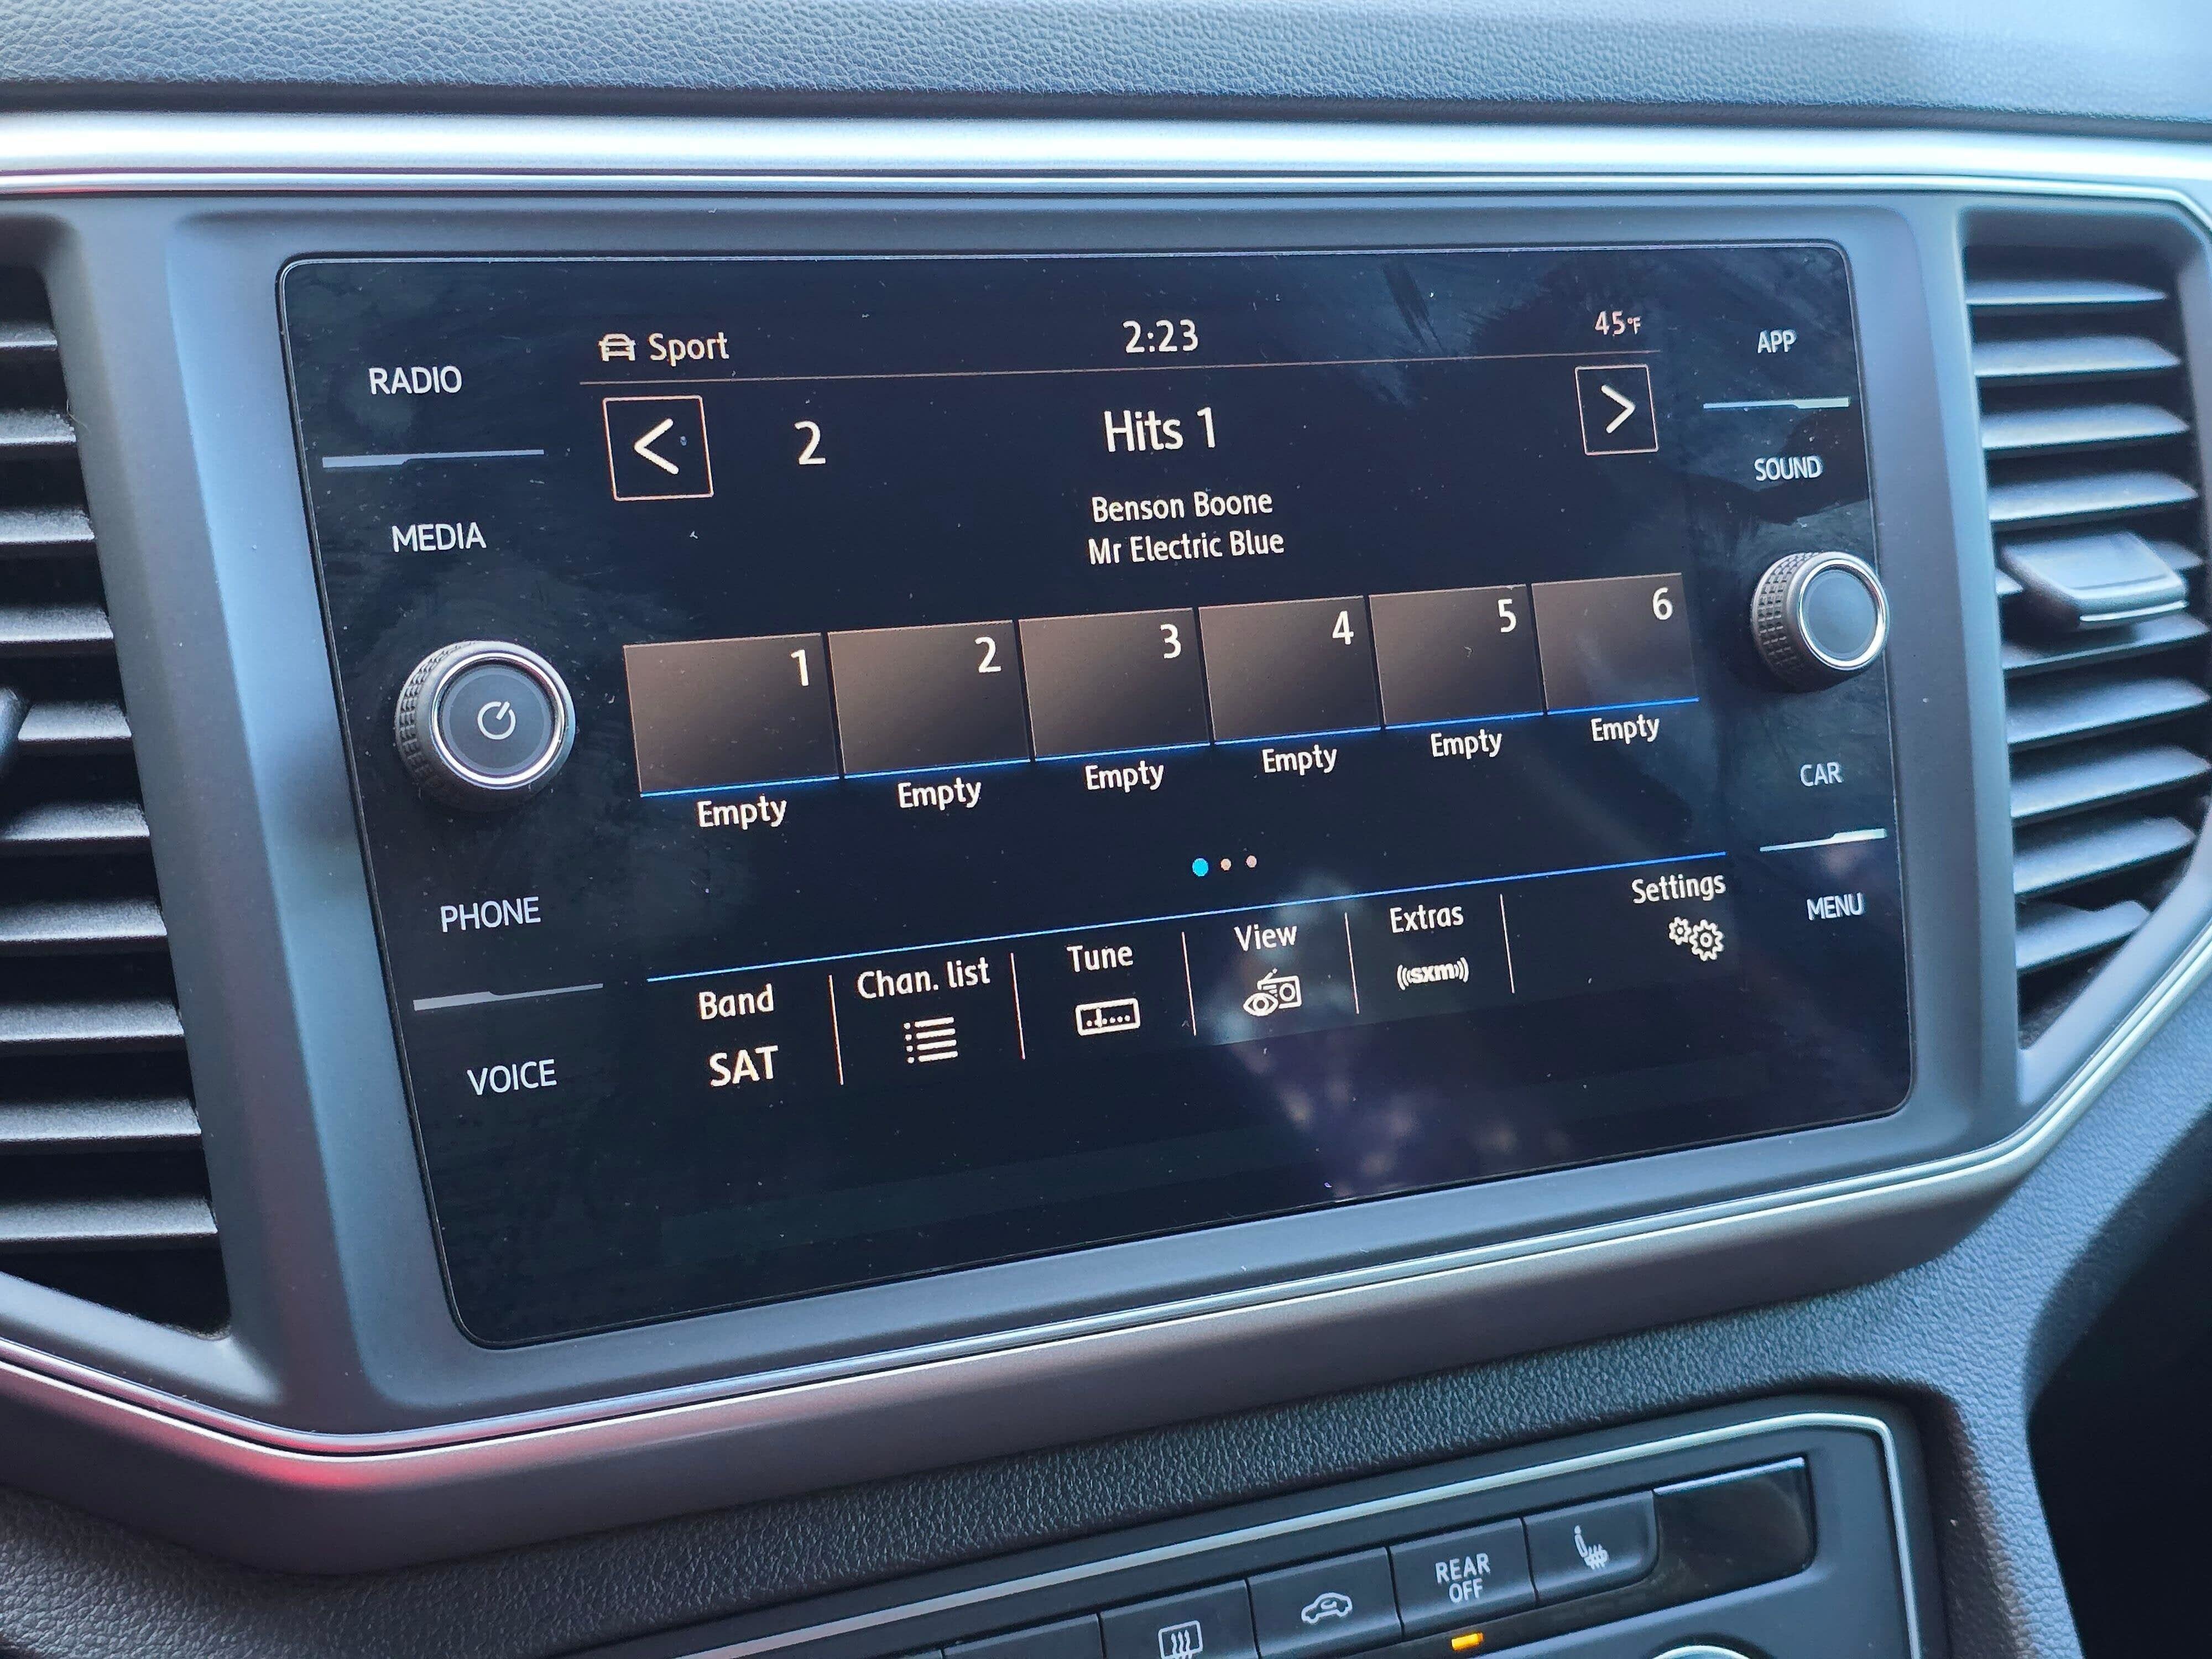 Sport 2:23 45°F
RADIO
APP
< 2 Hits 1 >
SOUND
MEDIA
Benson Boone
Mr Electric Blue
1 2 3 4 5 6
Empty Empty Empty Empty Empty Empty
CAR
PHONE
MENU
Band Chan. list Tune View Extras Settings
SAT
((sxm))
VOICE
REAR
OFF